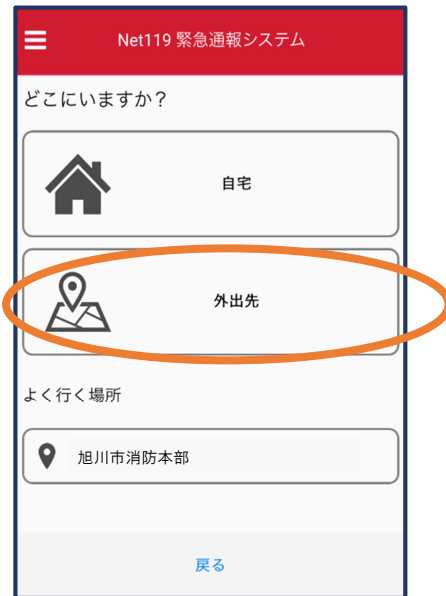 Net119 緊急通報システム
どこにいますか？
自宅
外出先
よく行く場所
旭川市消防本部
戻る